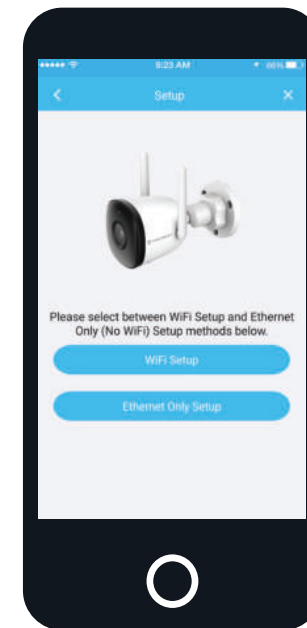 9:23 AM
Setup
Please select between WiFi Setup and Ethernet
Only (No WiFi) Setup methods below.
WiFi Setup
Ethernet Only Setup